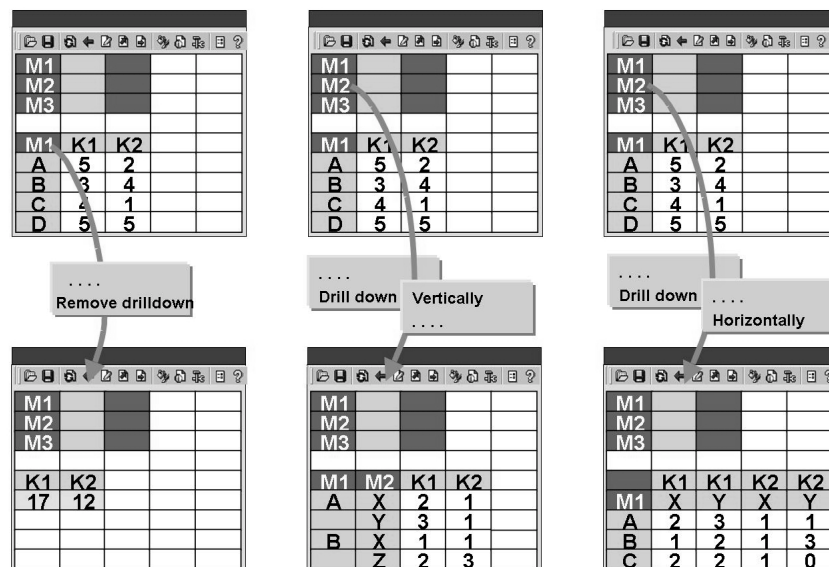 M1
M2
M3
M1 K1 K2
A 5 2
B 3 4
C 4 1
D 5 5
. . . .
Remove drilldown
M1
M2
M3
K1 K2
17 12
M1
M2
M3
M1 K1 K2
A 5 2
B 3 4
C 4 1
D 5 5
. . . .
Drill down
Vertically
. . . .
M1
M2
M3
M1 M2 K1 K2
A X 2 1
Y 3 1
B X 1 1
Z 2 3
M1
M2
M3
M1 K1 K2
A 5 2
B 3 4
C 4 1
D 5 5
. . . .
Drill down
. . . .
Horizontally
M1
M2
M3
K1 K1 K2 K2
M1 X Y X Y
A 2 3 1 1
B 1 2 1 3
C 2 2 1 0